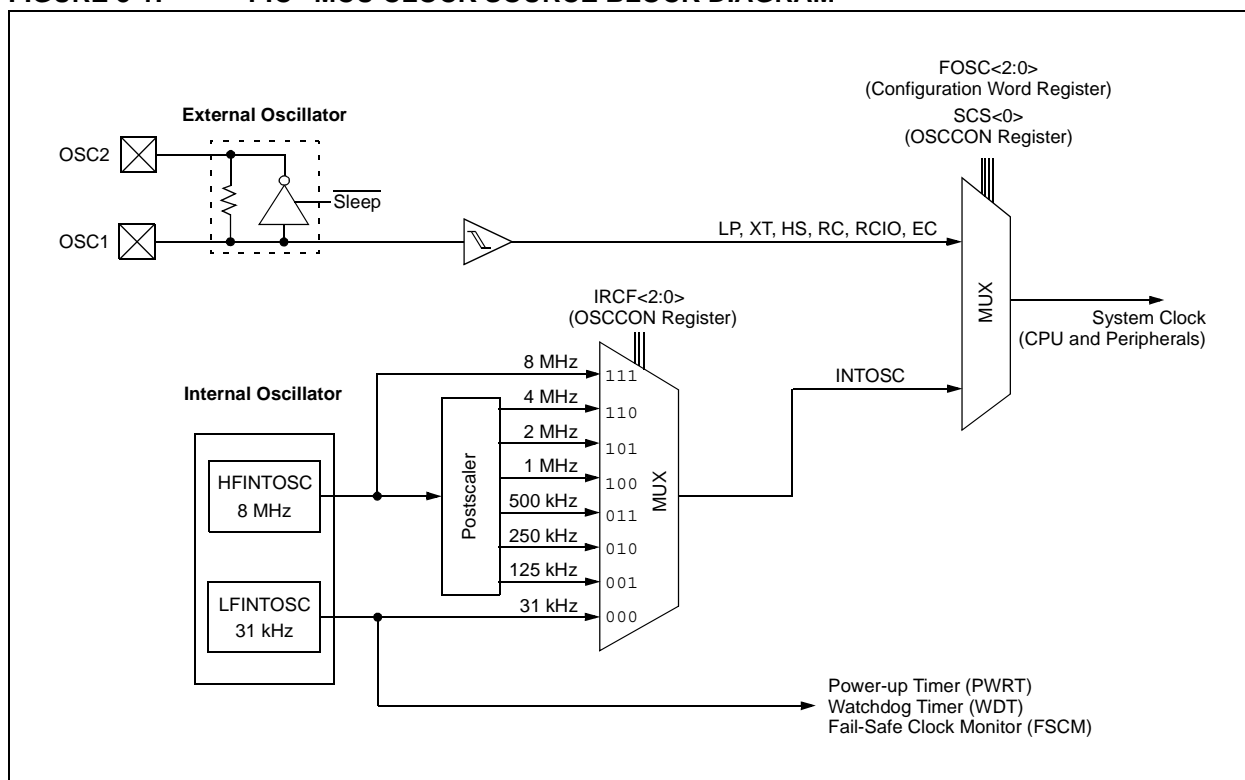 FOSC<2:0>
(Configuration Word Register)
SCS<0>
(OSCCON Register)
External Oscillator
OSC2
Sleep
OSC1
LP, XT, HS, RC, RCIO, EC
IRCF<2:0>
(OSCCON Register)
MUX
System Clock
(CPU and Peripherals)
INTOSC
Internal Oscillator
HFINTOSC
8 MHz
LFINTOSC
31 kHz
Postscaler
8 MHz
4 MHz
2 MHz
1 MHz
500 kHz
250 kHz
125 kHz
31 kHz
111
110
101
100
011
010
001
000
MUX
Power-up Timer (PWRT)
Watchdog Timer (WDT)
Fail-Safe Clock Monitor (FSCM)